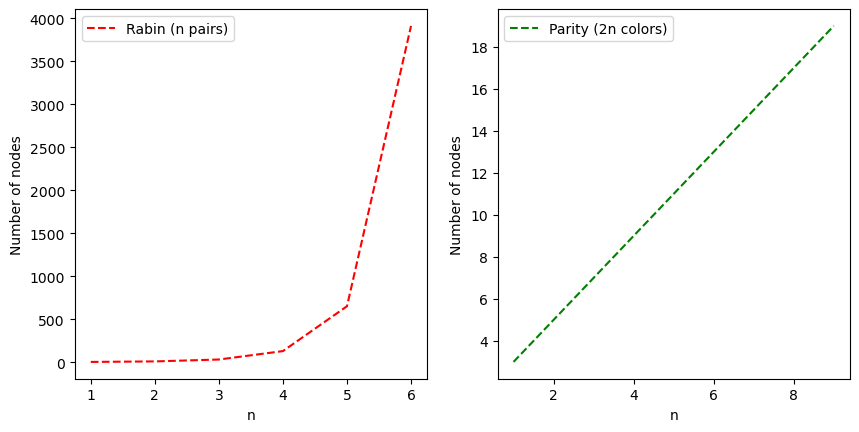 Rabin (n pairs)
Number of nodes
4000
3500
3000
2500
2000
1500
1000
500
0
1 2 3 4 5 6
n
Parity (2n colors)
Number of nodes
18
16
14
12
10
8
6
4
2 4 6 8
n